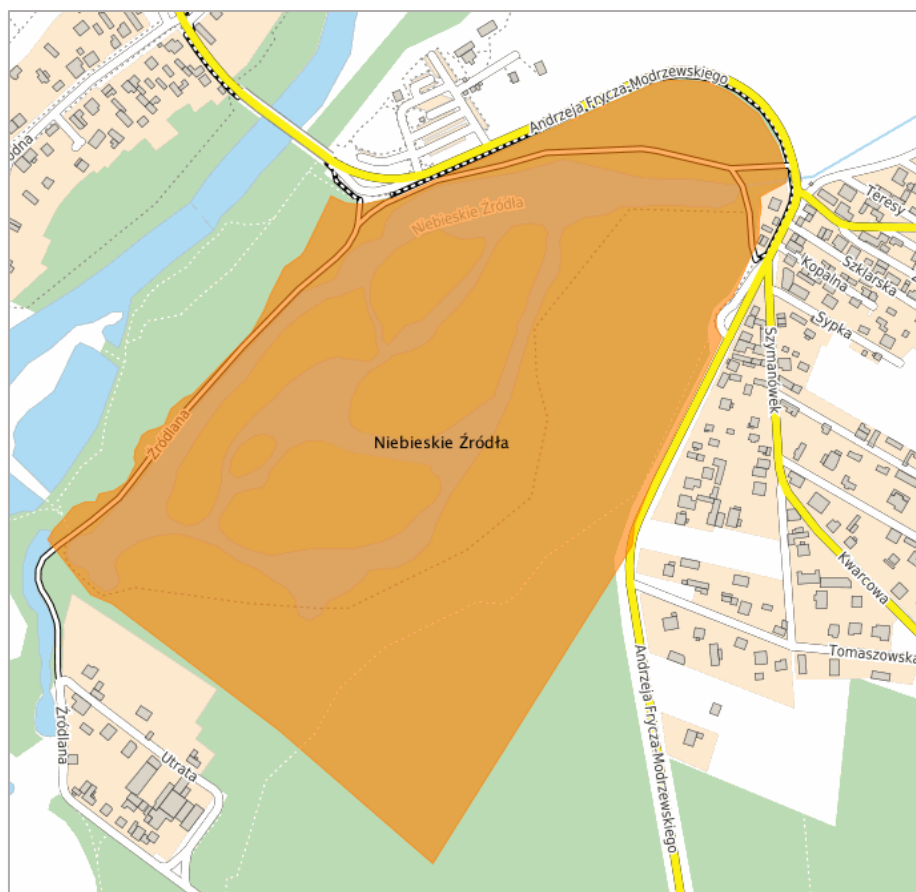 Andrzeja Frycza-Modrzewskiego
odna
Niebieskie Źródła
Teresy
Szklarska
Kopalna
Sypka
Szymanówek
Źródlana
Niebieskie Źródła
Kwarcowa
Tomaszowska
Andrzeja Frycza-Modrzewskiego
Źródlana
Utrata